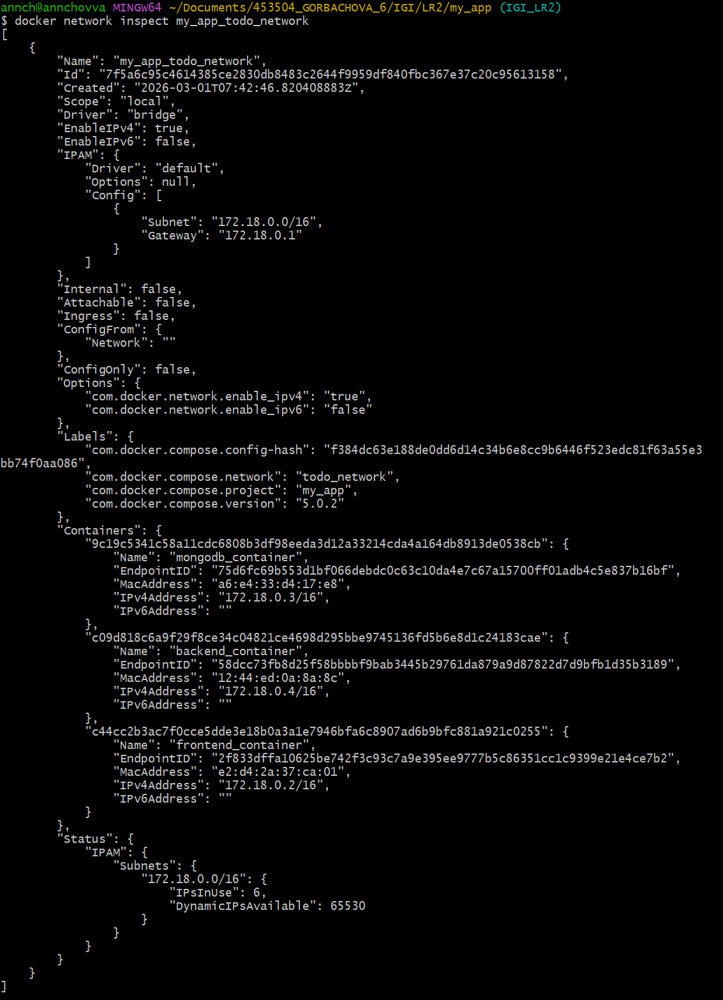 annch@annchovva MINGW64 ~/Documents/453504_GORBACHOVA_6/IGI/LR2/my_app (IGI_LR2)
$ docker network inspect my_app_todo_network
[
    {
        "Name": "my_app_todo_network",
        "Id": "7f5a6c95c4614385ce2830db8483c2644f9959df840fbc367e37c20c95613158",
        "Created": "2026-03-01T07:42:46.820408883Z",
        "Scope": "local",
        "Driver": "bridge",
        "EnableIPv4": true,
        "EnableIPv6": false,
        "IPAM": {
            "Driver": "default",
            "Options": null,
            "Config": [
                {
                    "Subnet": "172.18.0.0/16",
                    "Gateway": "172.18.0.1"
                }
            ]
        },
        "Internal": false,
        "Attachable": false,
        "Ingress": false,
        "ConfigFrom": {
            "Network": ""
        },
        "ConfigOnly": false,
        "Options": {
            "com.docker.network.enable_ipv4": "true",
            "com.docker.network.enable_ipv6": "false"
        },
        "Labels": {
            "com.docker.compose.config-hash": "f384dc63e188de0dd6d14c34b6e8cc9b6446f523edc81f63a55e3
bb74f0aa086",
            "com.docker.compose.network": "todo_network",
            "com.docker.compose.project": "my_app",
            "com.docker.compose.version": "5.0.2"
        },
        "Containers": {
            "9c19c5341c58a11cdc6808b3df98eeda3d12a33214cda4a164db8913de0538cb": {
                "Name": "mongodb_container",
                "EndpointID": "75d6fc69b553d1bf066debdc0c63c10da4e7c67a15700ff01adb4c5e837b16bf",
                "MacAddress": "a6:e4:33:d4:17:e8",
                "IPv4Address": "172.18.0.3/16",
                "IPv6Address": ""
            },
            "c09d818c6a9f29f8ce34c04821ce4698d295bbe9745136fd5b6e8d1c24183cae": {
                "Name": "backend_container",
                "EndpointID": "58dcc73fb8d25f58bbbbf9bab3445b29761da879a9d87822d7d9bfb1d35b3189",
                "MacAddress": "12:44:ed:0a:8a:8c",
                "IPv4Address": "172.18.0.4/16",
                "IPv6Address": ""
            },
            "c44cc2b3ac7f0cce5dde3e18b0a3a1e7946bfa6c8907ad6b9bfc881a921c0255": {
                "Name": "frontend_container",
                "EndpointID": "2f833dffa10625be742f3c93c7a9e395ee9777b5c86351cc1c9399e21e4ce7b2",
                "MacAddress": "e2:d4:2a:37:ca:01",
                "IPv4Address": "172.18.0.2/16",
                "IPv6Address": ""
            }
        },
        "Status": {
            "IPAM": {
                "Subnets": {
                    "172.18.0.0/16": {
                        "IPsInUse": 6,
                        "DynamicIPsAvailable": 65530
                    }
                }
            }
        }
    }
]